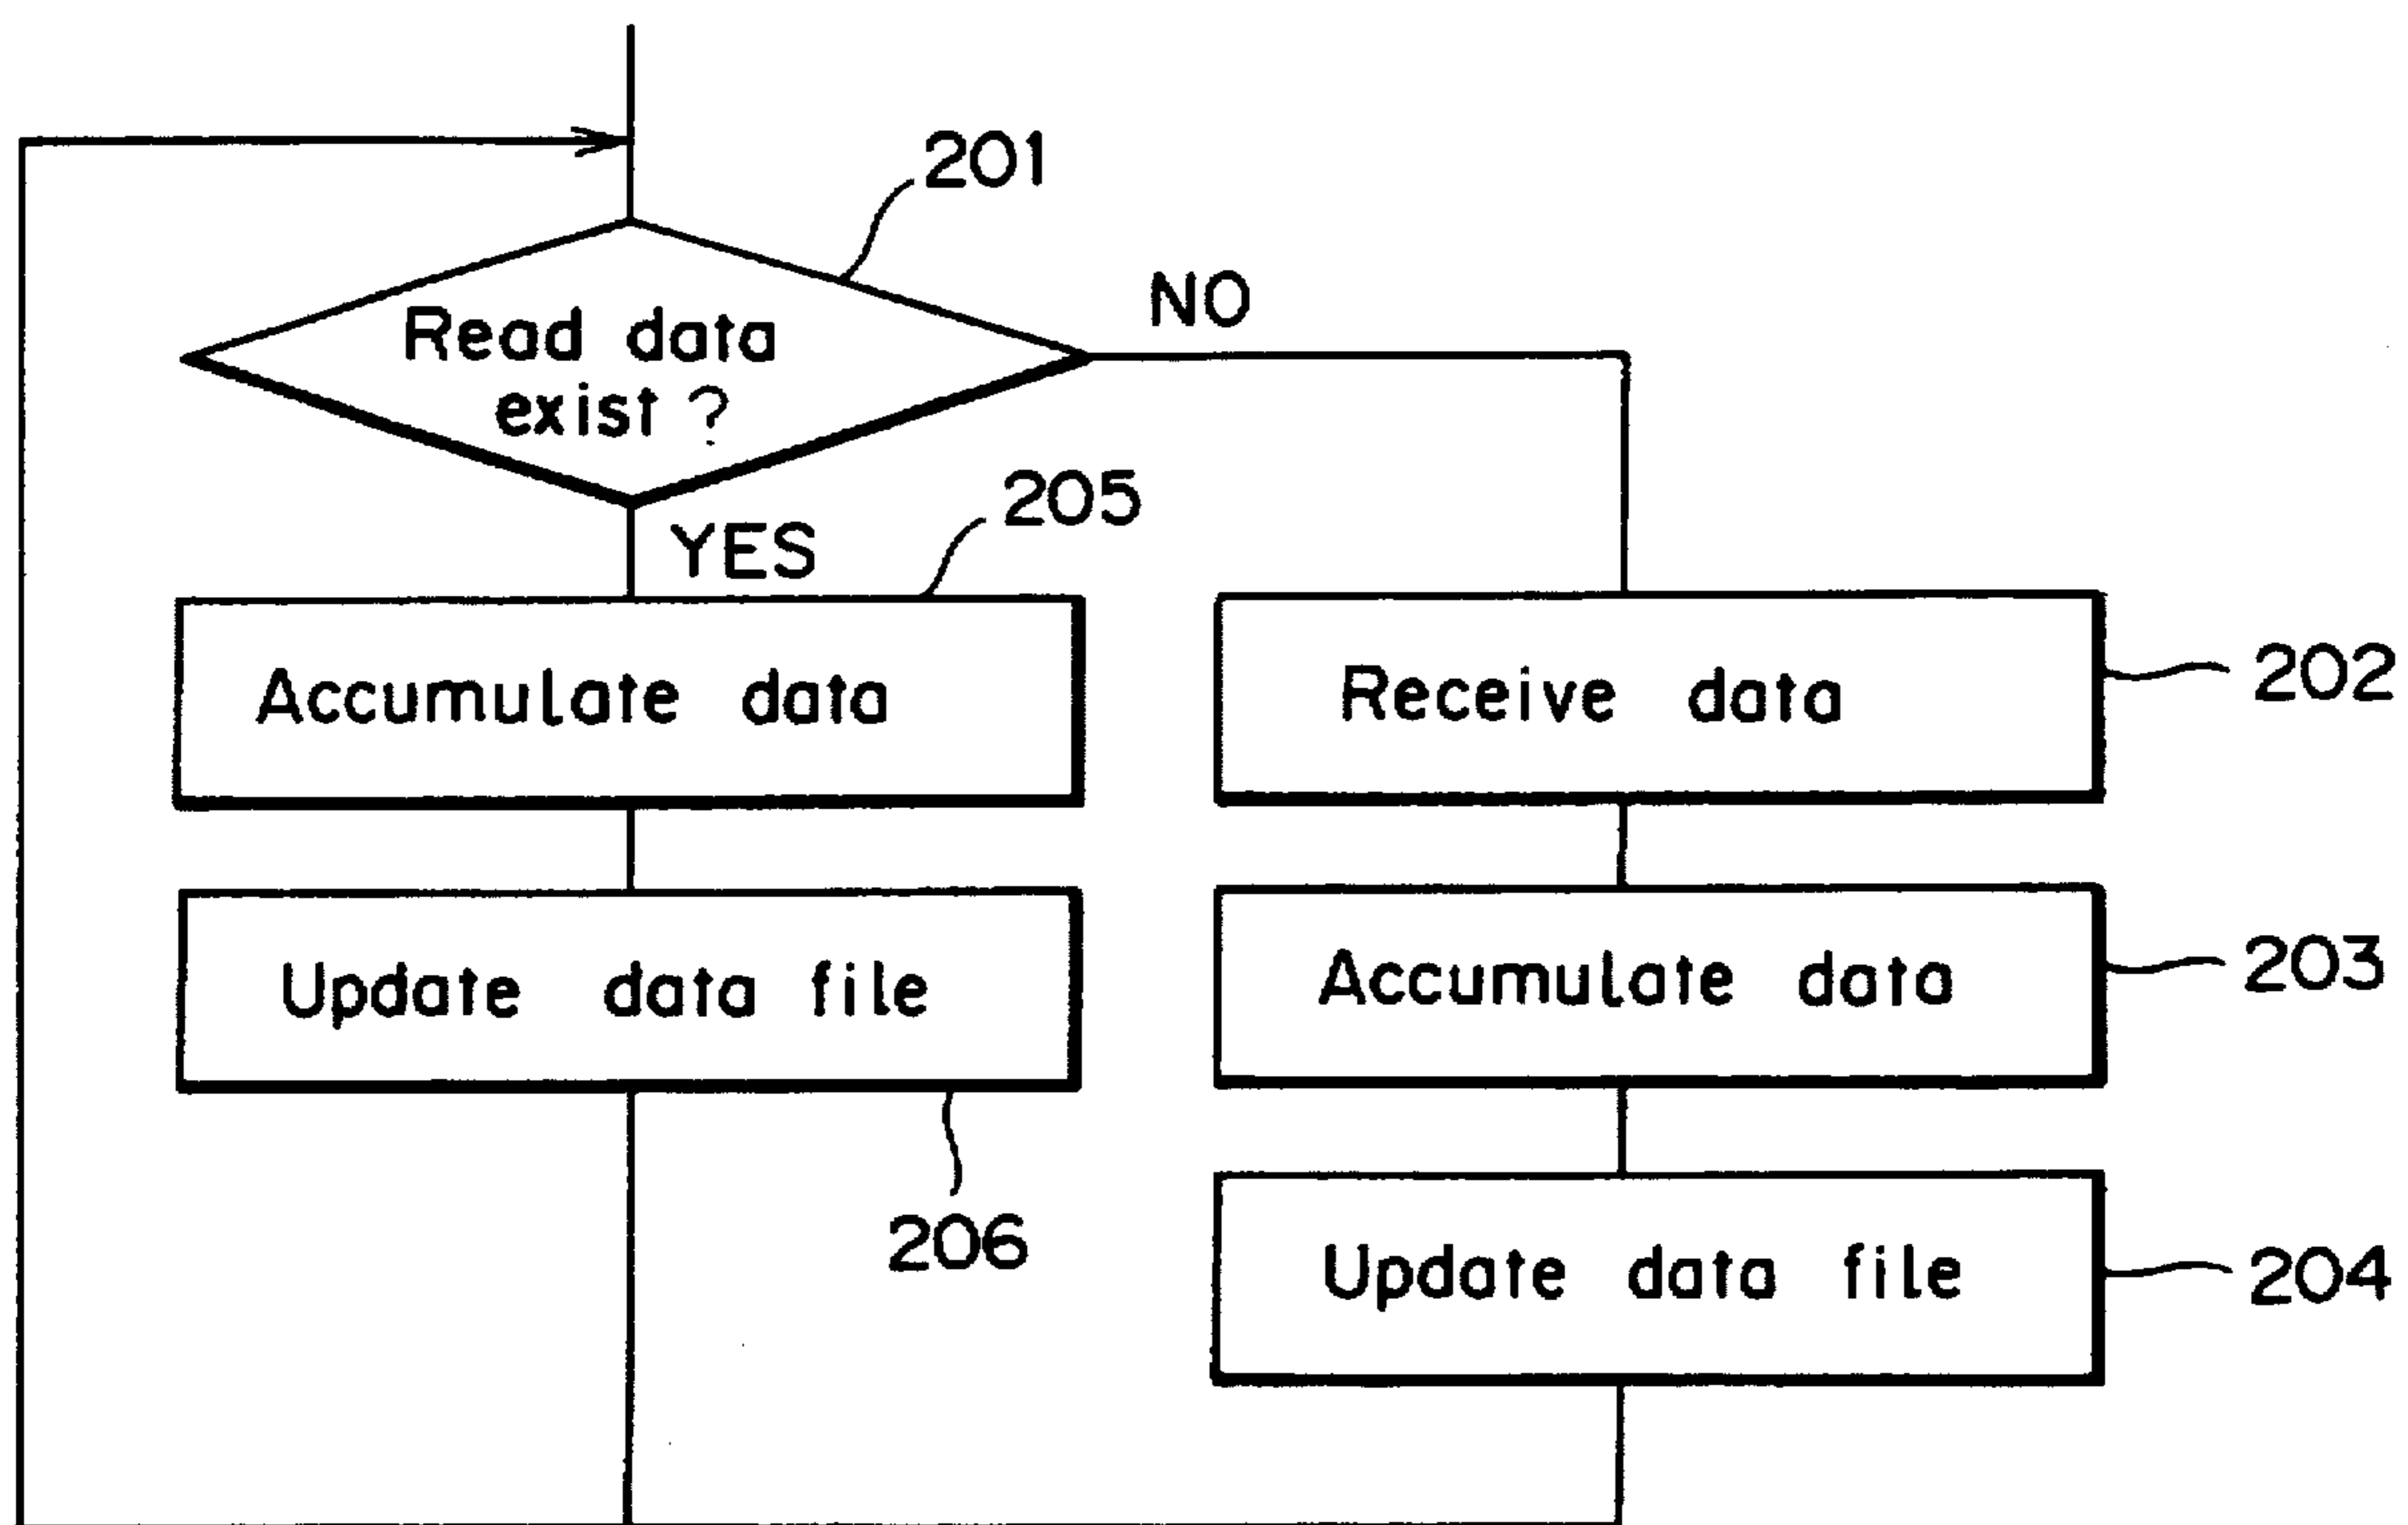 201
Read data
exist ?
NO
YES
205
Accumulate data
Update data file
206
Receive data
202
Accumulate data
203
Update data file
204